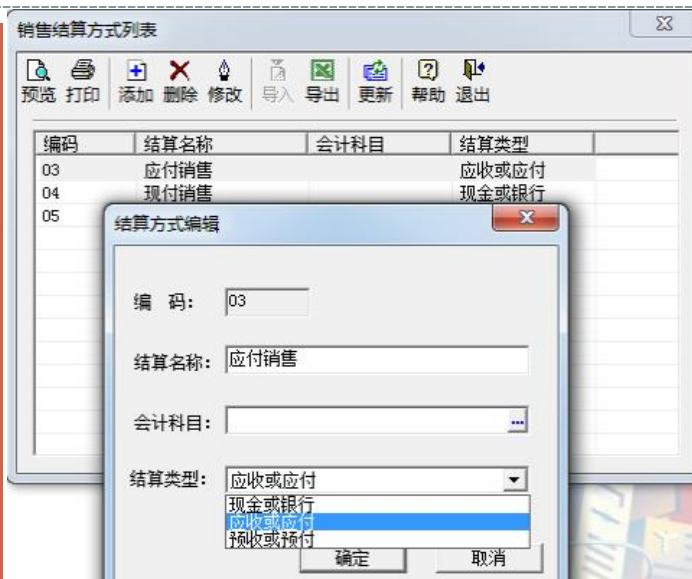 销售结算方式列表
预览 打印 添加 删除 修改 导入 导出 更新 帮助 退出
编码 结算名称 会计科目 结算类型
03 应付销售 应收或应付
04 现付销售 现金或银行
05
结算方式编辑
编 码: 03
结算名称: 应付销售
会计科目: ...
结算类型: 应收或应付
现金或银行
应收或应付
预收或预付
确定 取消